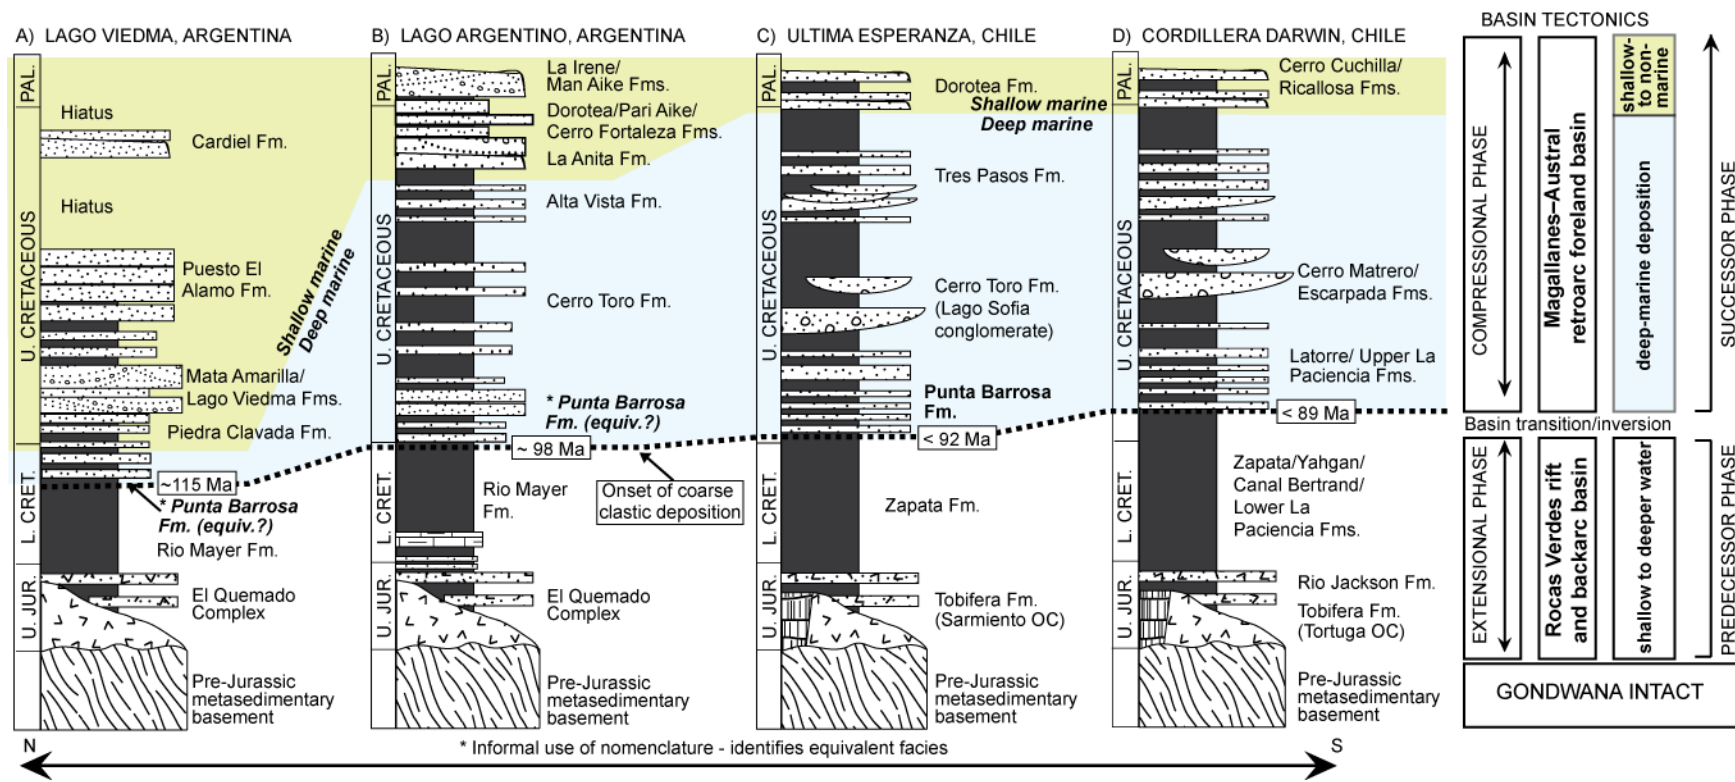 A) LAGO VIEDMA, ARGENTINA
PAL.
U. CRETACEOUS
L. CRET.
U. JUR.
Hiatus
Cardiel Fm.
Hiatus
Puesto El
Alamo Fm.
Mata Amarilla/
Lago Viedma Fms.
Piedra Clavada Fm.
~115 Ma
* Punta Barrosa
Fm. (equiv.?)
Rio Mayer Fm.
El Quemado
Complex
Pre-Jurassic
metasedimentary
basement
Shallow marine
Deep marine
B) LAGO ARGENTINO, ARGENTINA
PAL.
U. CRETACEOUS
L. CRET.
U. JUR.
La Irene/
Man Aike Fms.
Dorotea/Pari Aike/
Cerro Fortaleza Fms.
La Anita Fm.
Alta Vista Fm.
Cerro Toro Fm.
* Punta Barrosa
Fm. (equiv.?)
~ 98 Ma
Rio Mayer
Fm.
Onset of coarse
clastic deposition
El Quemado
Complex
Pre-Jurassic
metasedimentary
basement
C) ULTIMA ESPERANZA, CHILE
PAL.
U. CRETACEOUS
L. CRET.
U. JUR.
Dorotea Fm.
Shallow marine
Deep marine
Tres Pasos Fm.
Cerro Toro Fm.
(Lago Sofia
conglomerate)
Punta Barrosa
Fm.
< 92 Ma
Zapata Fm.
Tobifera Fm.
(Sarmiento OC)
Pre-Jurassic
metasedimentary
basement
D) CORDILLERA DARWIN, CHILE
PAL.
U. CRETACEOUS
L. CRET.
U. JUR.
Cerro Cuchilla/
Ricallosa Fms.
Cerro Matrero/
Escarpada Fms.
Latorre/ Upper La
Paciencia Fms.
< 89 Ma
Zapata/Yahgan/
Canal Bertrand/
Lower La
Paciencia Fms.
Rio Jackson Fm.
Tobifera Fm.
(Tortuga OC)
Pre-Jurassic
metasedimentary
basement
BASIN TECTONICS
COMPRESSIONAL PHASE
Magallanes–Austral
retroarc foreland basin
shallow-
to non-
marine
deep-marine deposition
SUCCESSOR PHASE
Basin transition/inversion
EXTENSIONAL PHASE
Rocas Verdes rift
and backarc basin
shallow to deeper water
PREDECESSOR PHASE
GONDWANA INTACT
N
* Informal use of nomenclature - identifies equivalent facies
S